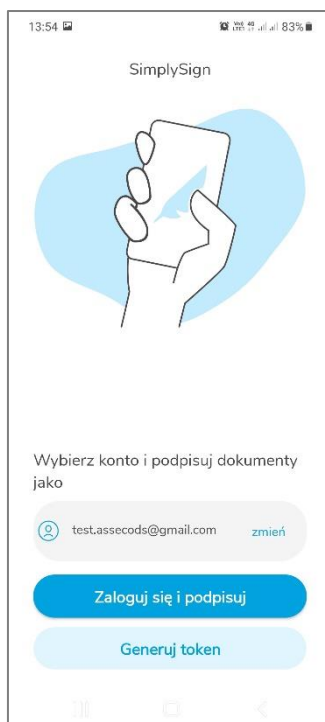 13:54 83%
SimplySign
Wybierz konto i podpisuj dokumenty
jako
test.assecods@gmail.com zmień
Zaloguj się i podpisuj
Generuj token